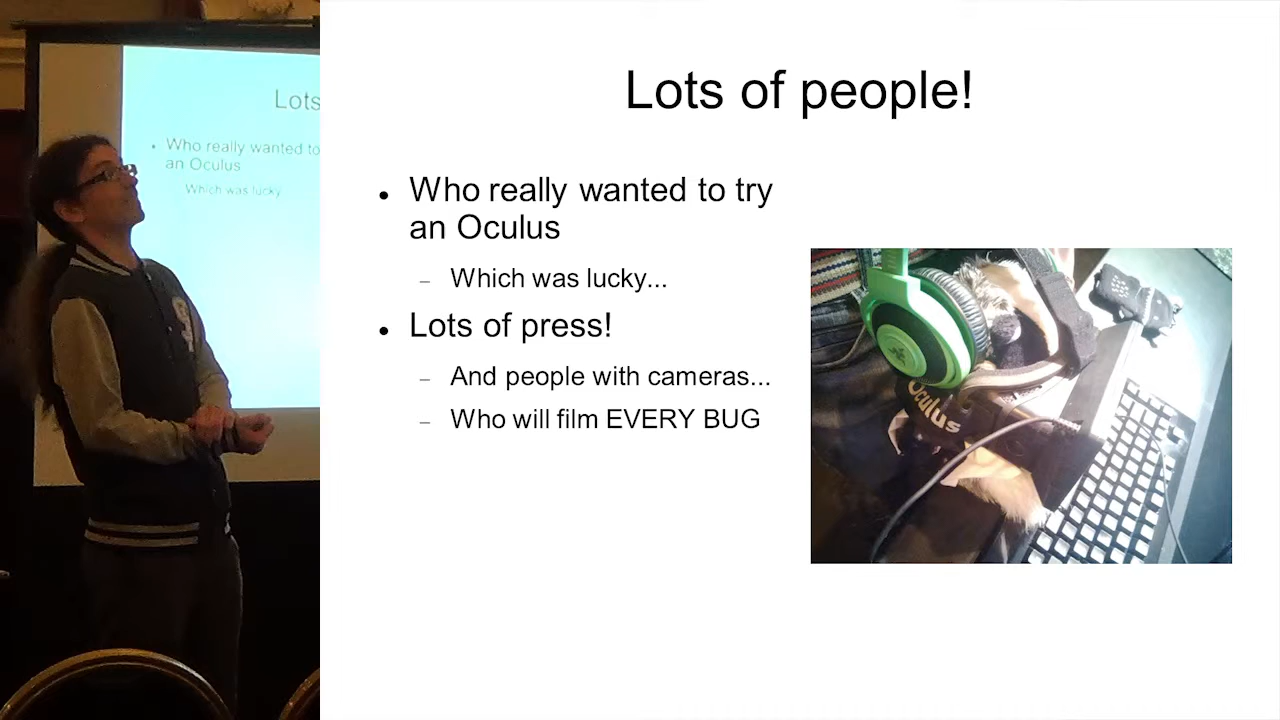 Lots
Who really wanted to
an Oculus
Which was lucky
Lots of people!
● Who really wanted to try
an Oculus
– Which was lucky...
● Lots of press!
– And people with cameras...
– Who will film EVERY BUG
Oculus